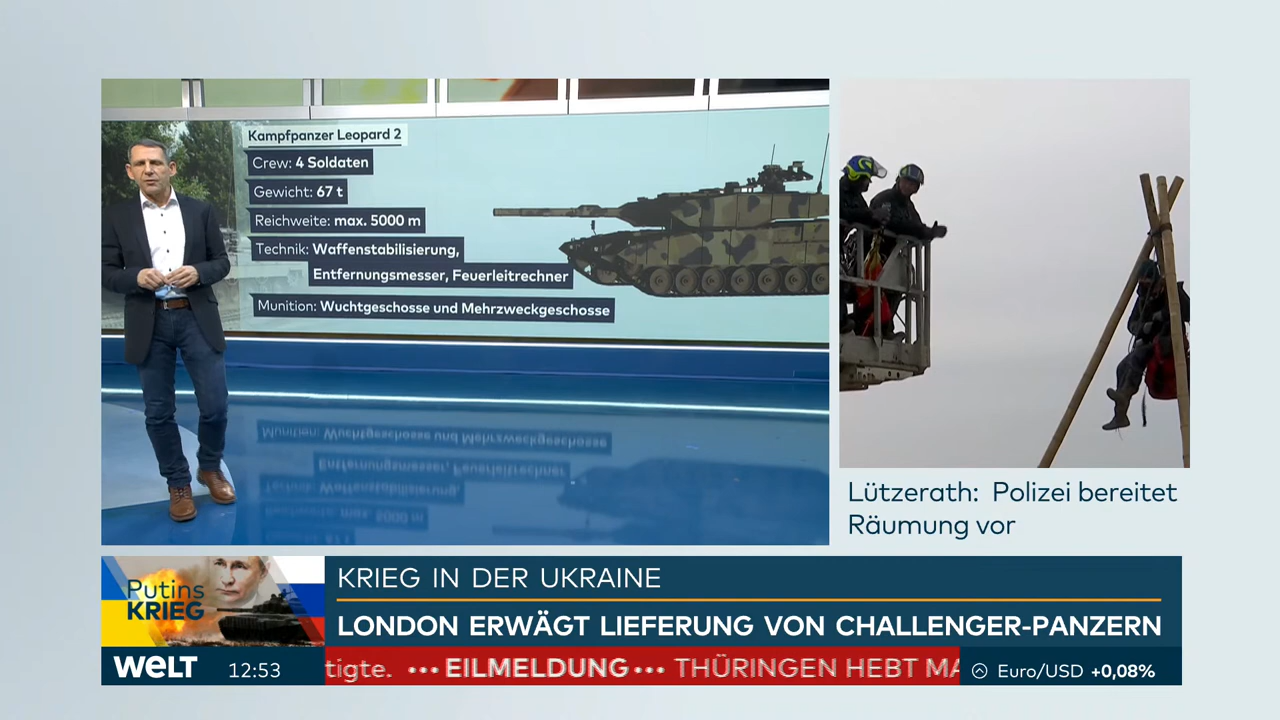 Kampfpanzer Leopard 2
Crew: 4 Soldaten
Gewicht: 67 t
Reichweite: max. 5000 m
Technik: Waffenstabilisierung,
Entfernungsmesser, Feuerleitrechner
Munition: Wuchtgeschosse und Mehrzweckgeschosse
Lützerath: Polizei bereitet
Räumung vor
Putins
KRIEG
KRIEG IN DER UKRAINE
LONDON ERWÄGT LIEFERUNG VON CHALLENGER-PANZERN
welt 12:53 tigte. ••• EILMELDUNG ••• THÜRINGEN HEBT MA Euro/USD +0,08%